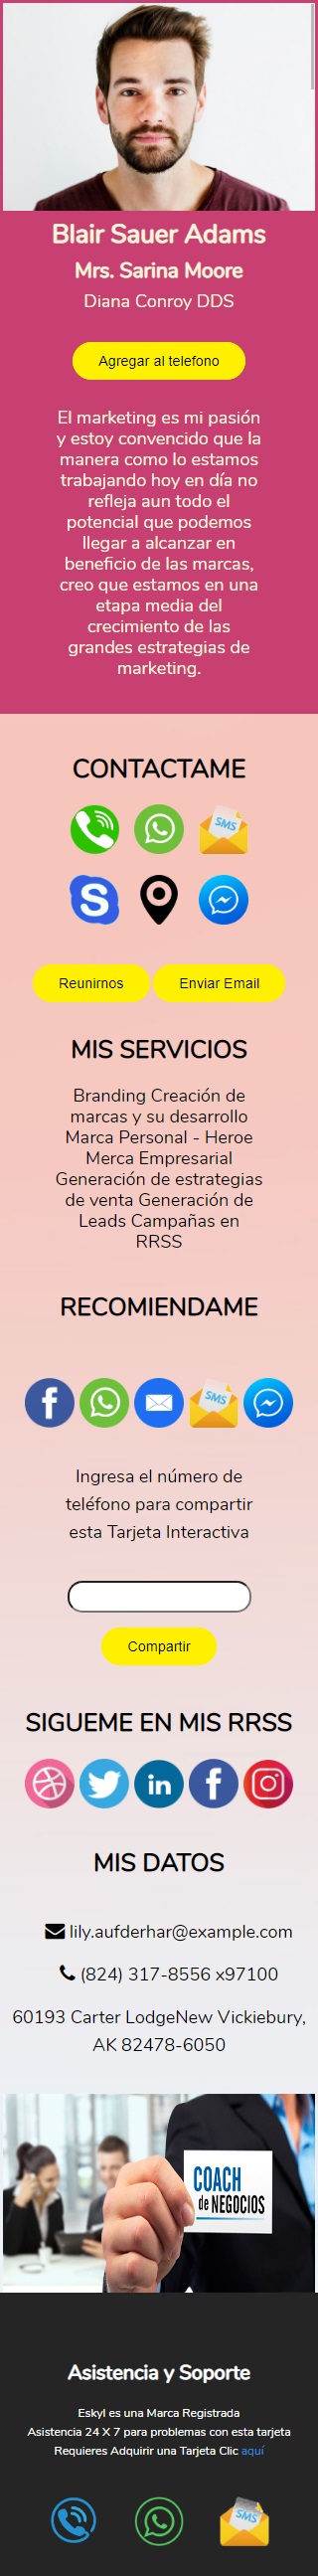 Blair Sauer Adams
Mrs. Sarina Moore
Diana Conroy DDS
Agregar al telefono
El marketing es mi pasión
y estoy convencido que la
manera como lo estamos
trabajando hoy en día no
refleja aun todo el
potencial que podemos
llegar a alcanzar en
beneficio de las marcas,
creo que estamos en una
etapa media del
crecimiento de las
grandes estrategias de
marketing.
CONTACTAME
SMS
S
Reunirnos Enviar Email
MIS SERVICIOS
Branding Creación de
marcas y su desarrollo
Marca Personal - Heroe
Merca Empresarial
Generación de estrategias
de venta Generación de
Leads Campañas en
RRSS
RECOMIENDAME
f SMS
Ingresa el número de
teléfono para compartir
esta Tarjeta Interactiva
Compartir
SIGUEME EN MIS RRSS
in f
MIS DATOS
lily.aufderhar@example.com
(824) 317-8556 x97100
60193 Carter LodgeNew Vickiebury,
AK 82478-6050
COACH
de NEGOCIOS
Asistencia y Soporte
Eskyl es una Marca Registrada
Asistencia 24 X 7 para problemas con esta tarjeta
Requieres Adquirir una Tarjeta Clic aquí
SMS